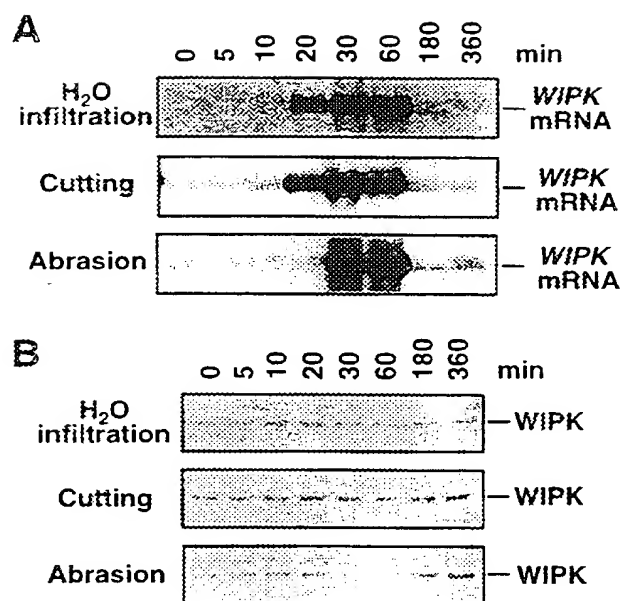 A
0 5 10 20 30 60 180 360 min
H₂O
infiltration
WIPK
mRNA
Cutting
WIPK
mRNA
Abrasion
WIPK
mRNA
B
0 5 10 20 30 60 180 360 min
H₂O
infiltration
WIPK
Cutting
WIPK
Abrasion
WIPK